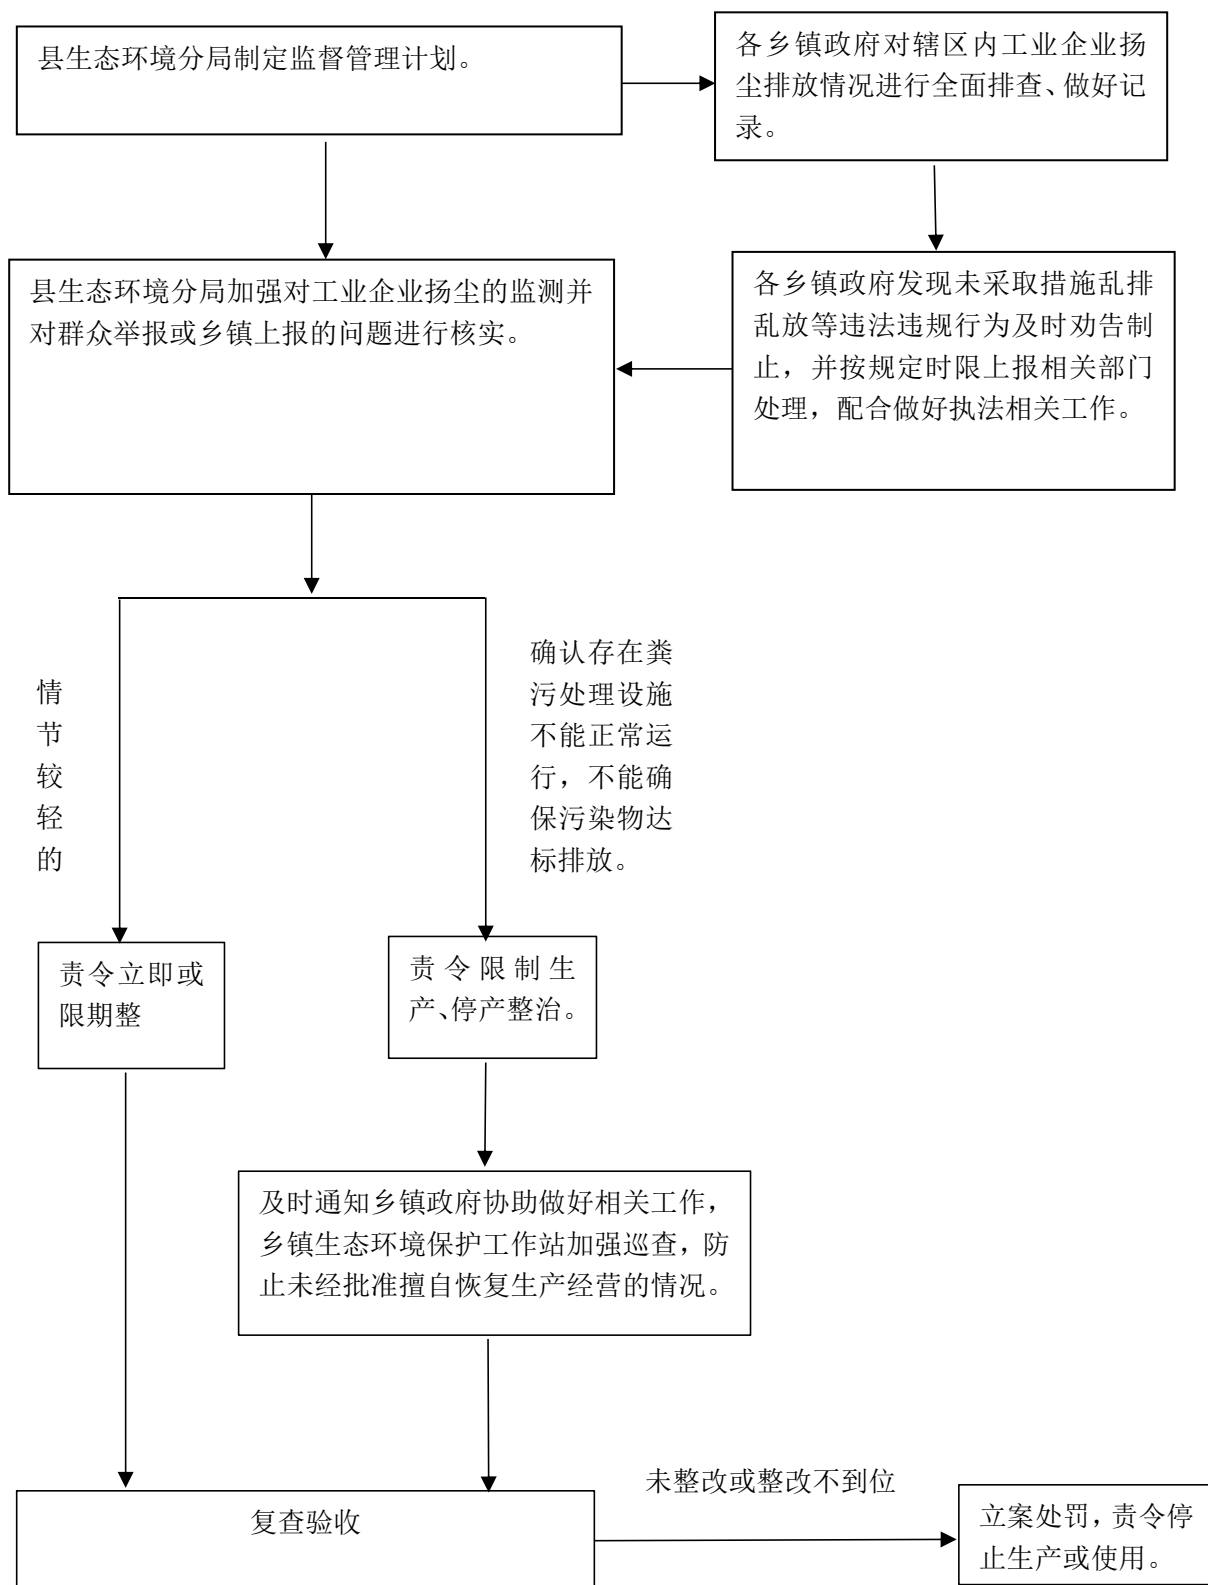 县生态环境分局制定监督管理计划。
各乡镇政府对辖区内工业企业扬
尘排放情况进行全面排查、做好记
录。
县生态环境分局加强对工业企业扬尘的监测并
对群众举报或乡镇上报的问题进行核实。
各乡镇政府发现未采取措施乱排
乱放等违法违规行为及时劝告制
止，并按规定时限上报相关部门
处理，配合做好执法相关工作。
情
节
较
轻
的
确认存在粪
污处理设施
不能正常运
行，不能确
保污染物达
标排放。
责令立即或
限期整
责令限制生
产、停产整治。
及时通知乡镇政府协助做好相关工作，
乡镇生态环境保护工作站加强巡查，防
止未经批准擅自恢复生产经营的情况。
复查验收
未整改或整改不到位
立案处罚，责令停
止生产或使用。